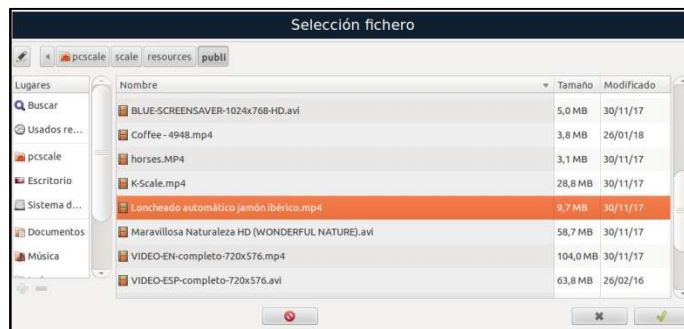 Selección fichero
pcscale scale resources publi
Lugares Nombre Tamaño Modificado
Buscar BLUE-SCREENSAVER-1024x768-HD.avi 5,0 MB 30/11/17
Usados re... Coffee - 4948.mp4 3,8 MB 26/01/18
pcscale horses.MP4 3,1 MB 30/11/17
Escritorio K-Scale.mp4 28,8 MB 30/11/17
Sistema d... Loncheado automático jamón ibérico.mp4 9,7 MB 30/11/17
Documentos Maravillosa Naturaleza HD (WONDERFUL NATURE).avi 58,7 MB 30/11/17
Música VIDEO-EN-completo-720x576.mp4 104,0 MB 30/11/17
VIDEO-ESP-completo-720x576.avi 63,8 MB 26/02/16